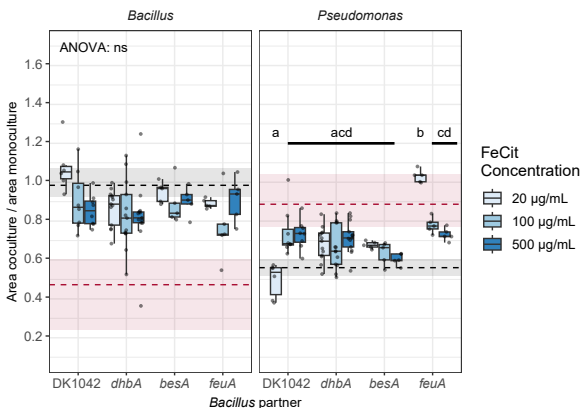 Bacillus
Pseudomonas
ANOVA: ns
a
acd
b
cd
Area coculture / area monoculture
1.6
1.4
1.2
1.0
0.8
0.6
0.4
0.2
DK1042
dhbA
besA
feuA
DK1042
dhbA
besA
feuA
Bacillus partner
FeCit
Concentration
20 µg/mL
100 µg/mL
500 µg/mL